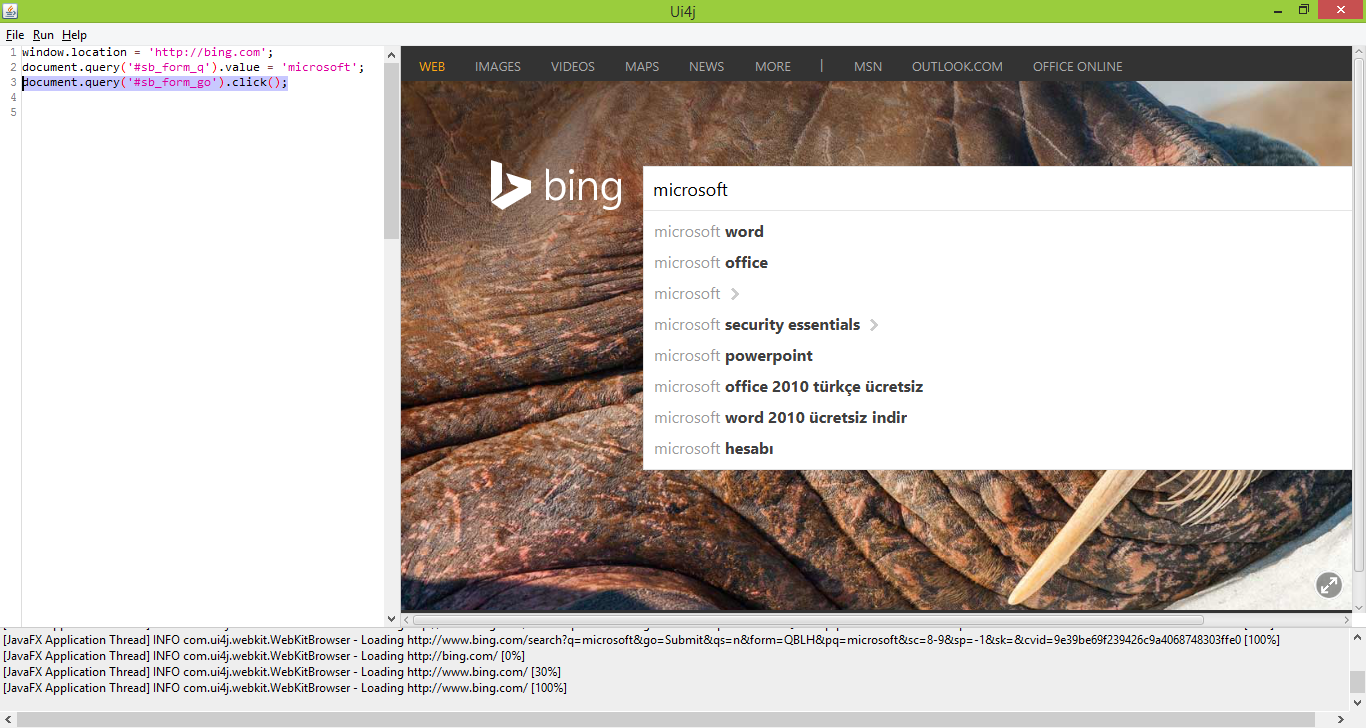 Ui4j
File Run Help
1 window.location = 'http://bing.com';
2 document.query('#sb_form_q').value = 'microsoft';
3 document.query('#sb_form_go').click();
4
5
WEB IMAGES VIDEOS MAPS NEWS MORE | MSN OUTLOOK.COM OFFICE ONLINE
bing
microsoft
microsoft word
microsoft office
microsoft
microsoft security essentials
microsoft powerpoint
microsoft office 2010 türkçe ücretsiz
microsoft word 2010 ücretsiz indir
microsoft hesabı
[JavaFX Application Thread] INFO com.ui4j.webkit.WebKitBrowser - Loading http://www.bing.com/search?q=microsoft&go=Submit&qs=n&form=QBLH&pq=microsoft&sc=8-9&sp=-1&sk=&cvid=9e39be69f239426c9a4068748303ffe0 [100%]
[JavaFX Application Thread] INFO com.ui4j.webkit.WebKitBrowser - Loading http://bing.com/ [0%]
[JavaFX Application Thread] INFO com.ui4j.webkit.WebKitBrowser - Loading http://www.bing.com/ [30%]
[JavaFX Application Thread] INFO com.ui4j.webkit.WebKitBrowser - Loading http://www.bing.com/ [100%]